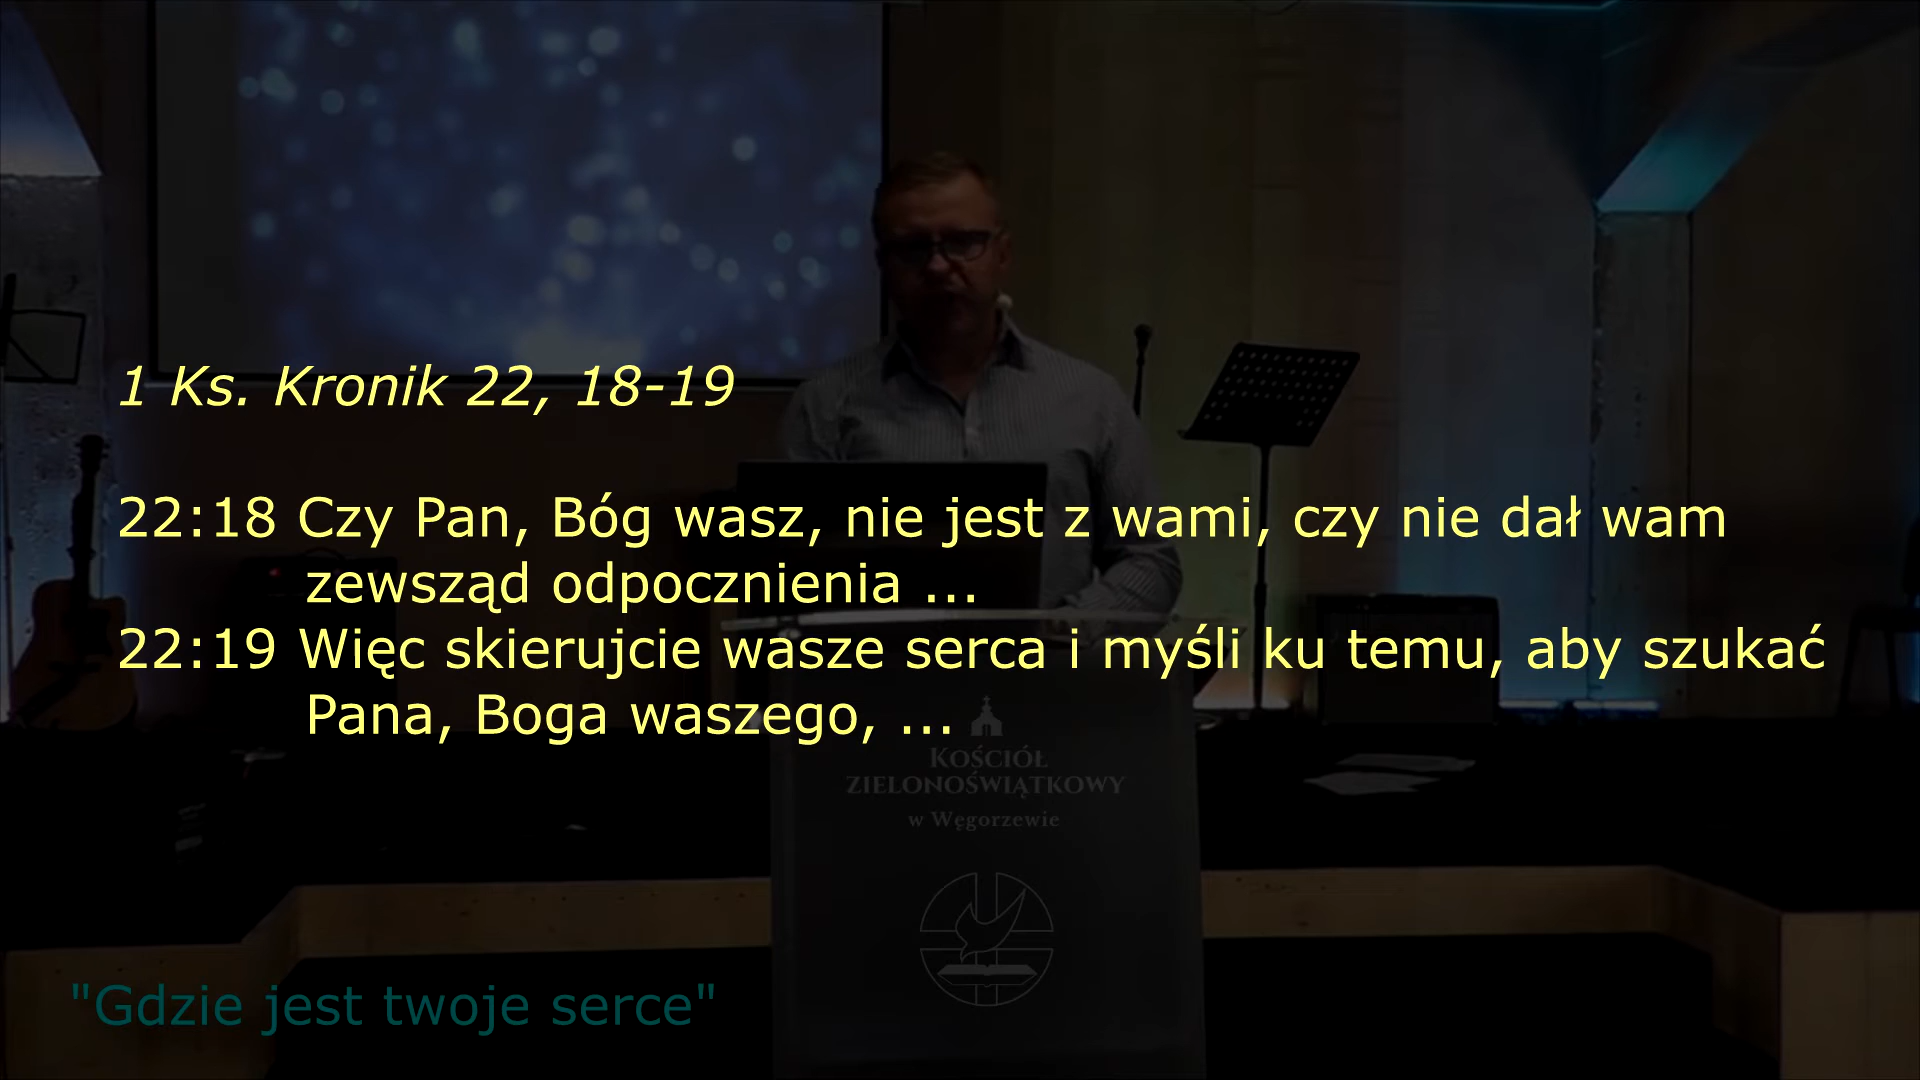 1 Ks. Kronik 22, 18-19
22:18 Czy Pan, Bóg wasz, nie jest z wami, czy nie dał wam
zewsząd odpocznienia ...
22:19 Więc skierujcie wasze serca i myśli ku temu, aby szukać
Pana, Boga waszego, ...
KOŚCIÓŁ
ZIELONOŚWIĄTKOWY
w Węgorzewie
"Gdzie jest twoje serce"